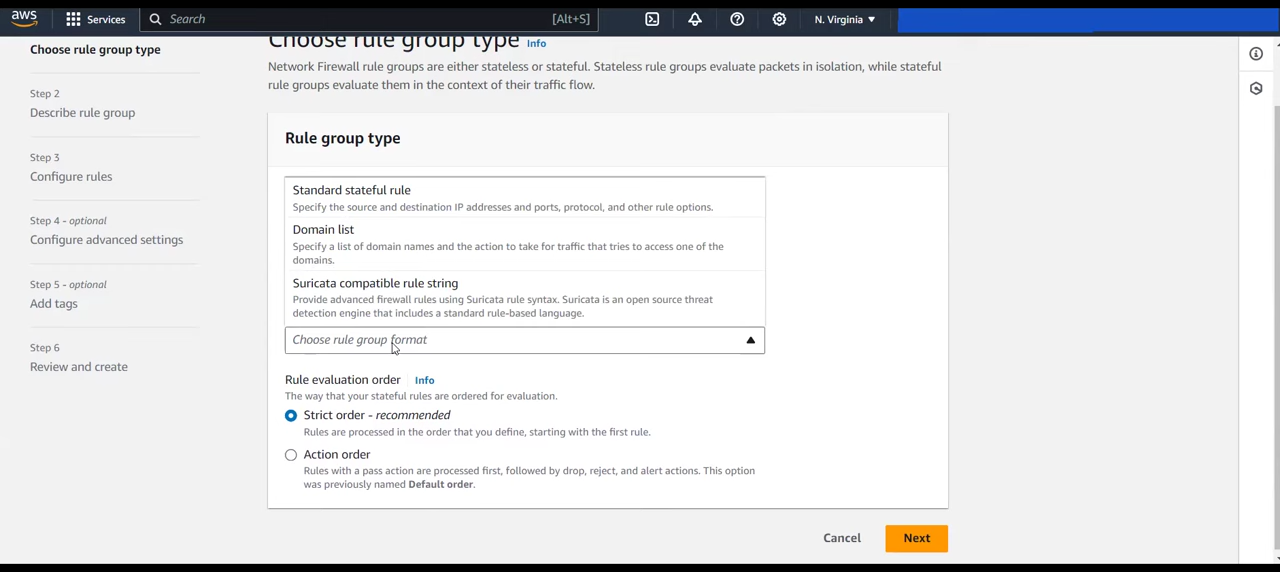 aws
Services
Search
[Alt+S]
N. Virginia
Choose rule group type
Step 2
Describe rule group
Step 3
Configure rules
Step 4 - optional
Configure advanced settings
Step 5 - optional
Add tags
Step 6
Review and create
Choose rule group type Info
Network Firewall rule groups are either stateless or stateful. Stateless rule groups evaluate packets in isolation, while stateful
rule groups evaluate them in the context of their traffic flow.
Rule group type
Standard stateful rule
Specify the source and destination IP addresses and ports, protocol, and other rule options.
Domain list
Specify a list of domain names and the action to take for traffic that tries to access one of the
domains.
Suricata compatible rule string
Provide advanced firewall rules using Suricata rule syntax. Suricata is an open source threat
detection engine that includes a standard rule-based language.
Choose rule group format
Rule evaluation order Info
The way that your stateful rules are ordered for evaluation.
Strict order - recommended
Rules are processed in the order that you define, starting with the first rule.
Action order
Rules with a pass action are processed first, followed by drop, reject, and alert actions. This option
was previously named Default order.
Cancel
Next